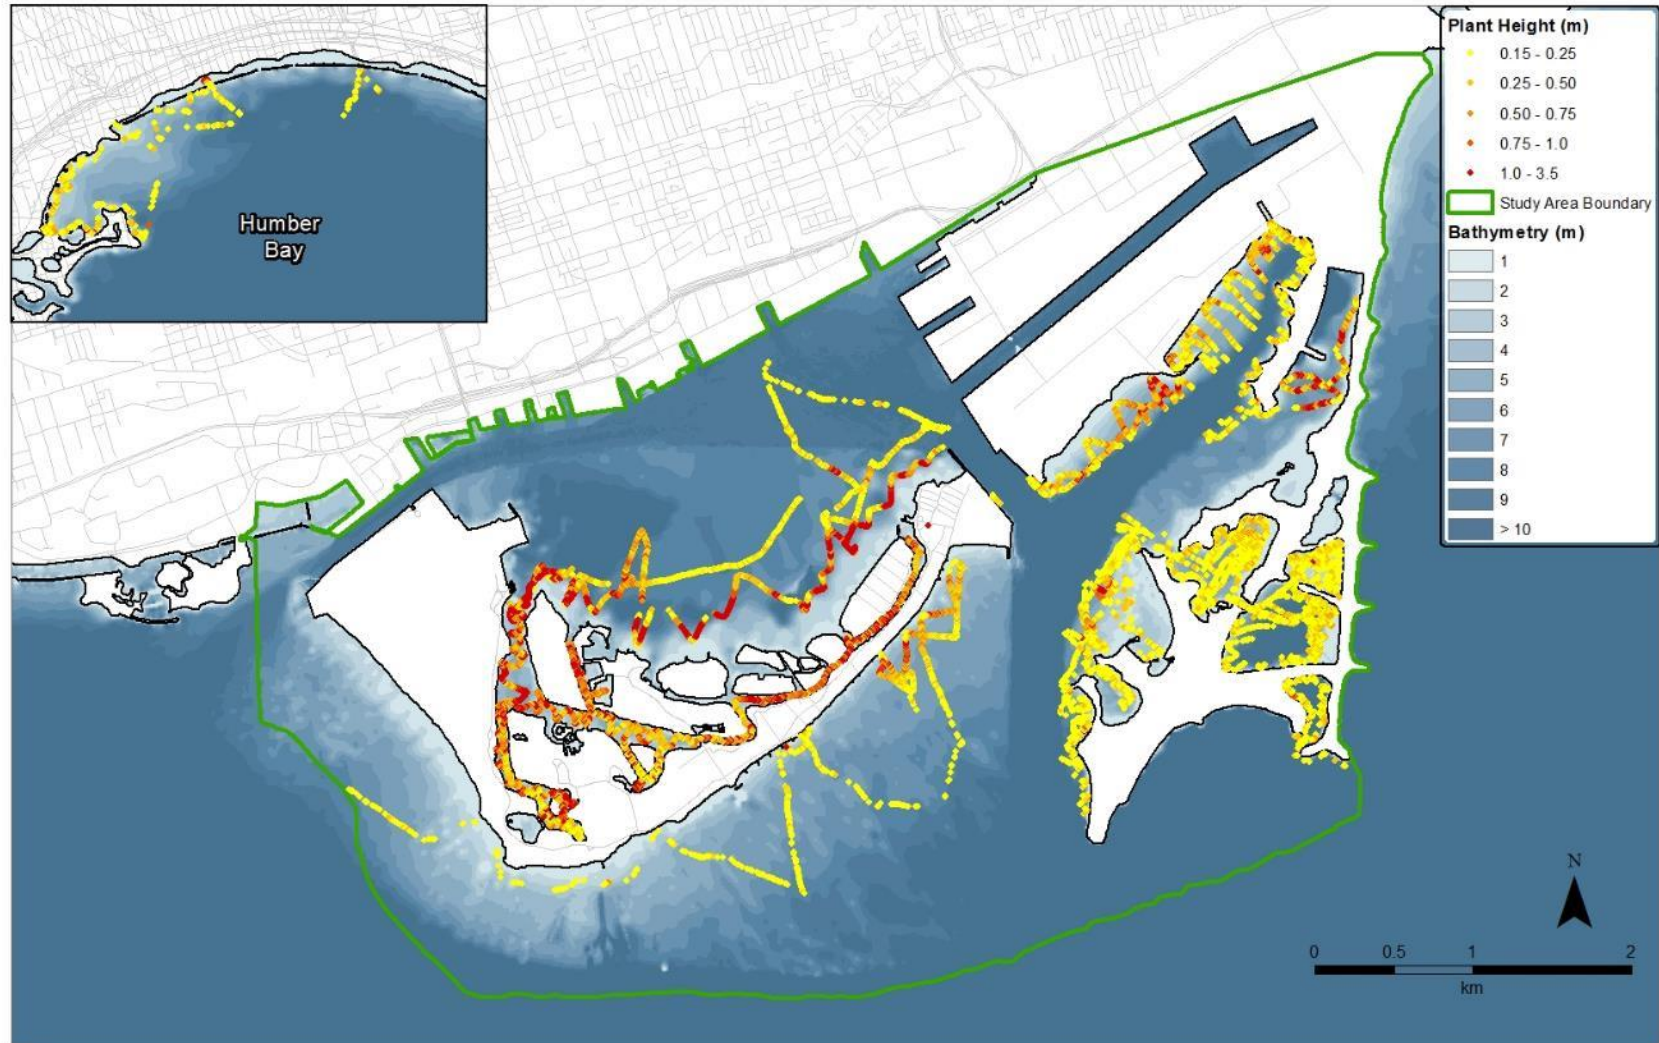 Humber
Bay
Plant Height (m)
0.15 - 0.25
0.25 - 0.50
0.50 - 0.75
0.75 - 1.0
1.0 - 3.5
Study Area Boundary
Bathymetry (m)
1
2
3
4
5
6
7
8
9
> 10
N
0 0.5 1 2
km